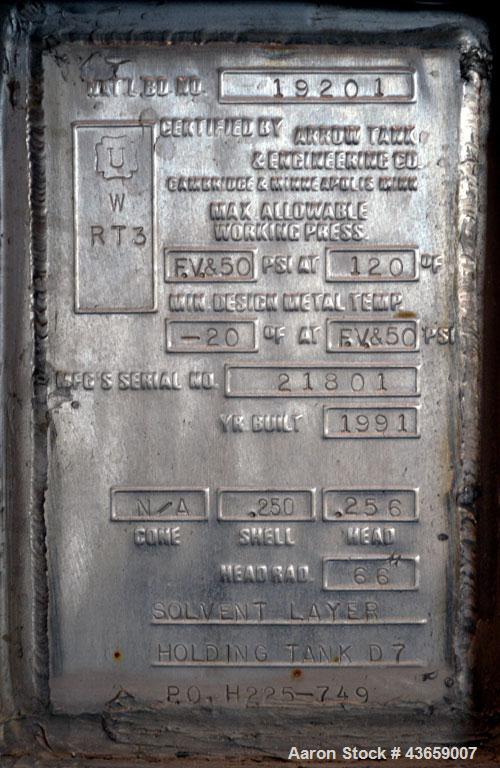 NAT'L. BD. NO. 19201
CERTIFIED BY ARROW TANK
& ENGINEERING CO.
CAMBRIDGE & MINNEAPOLIS MINN
U
W
RT3
MAX. ALLOWABLE
WORKING PRESS.
F.V.&50 PSI AT 120 °F
MIN. DESIGN METAL TEMP.
-20 °F AT F.V.&50 PSI
MFG'S SERIAL NO. 21801
YR BUILT 1991
N/A .250 .256
CONE SHELL HEAD
HEAD RAD. 66"
SOLVENT LAYER
HOLDING TANK D7
P.O. H225-749
Aaron Stock # 43659007